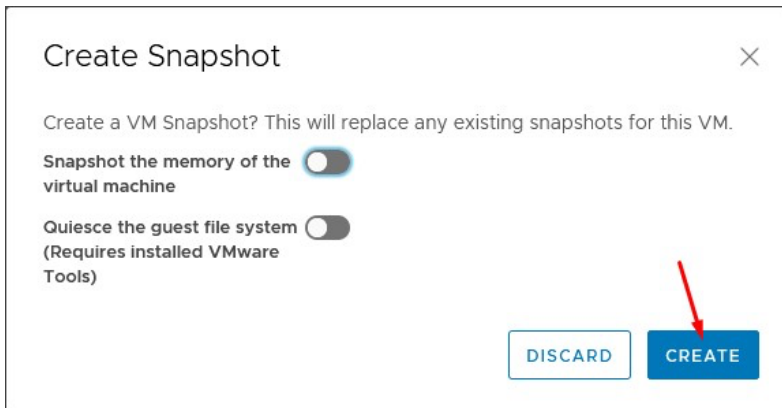 Create Snapshot
Create a VM Snapshot? This will replace any existing snapshots for this VM.
Snapshot the memory of the
virtual machine
Quiesce the guest file system
(Requires installed VMware
Tools)
DISCARD
CREATE